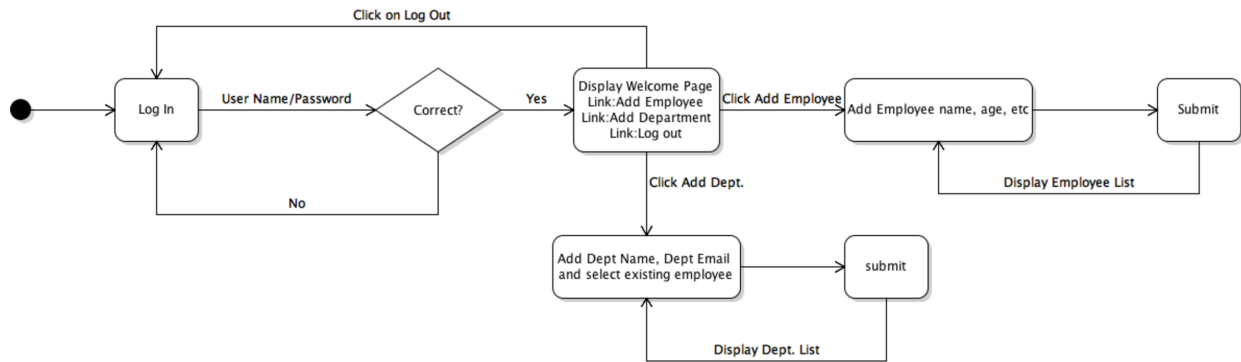 Click on Log Out
Log In
User Name/Password
Correct?
Yes
Display Welcome Page
Link:Add Employee
Link:Add Department
Link:Log out
Click Add Employee
Add Employee name, age, etc
Submit
No
Click Add Dept.
Display Employee List
Add Dept Name, Dept Email
and select existing employee
submit
Display Dept. List